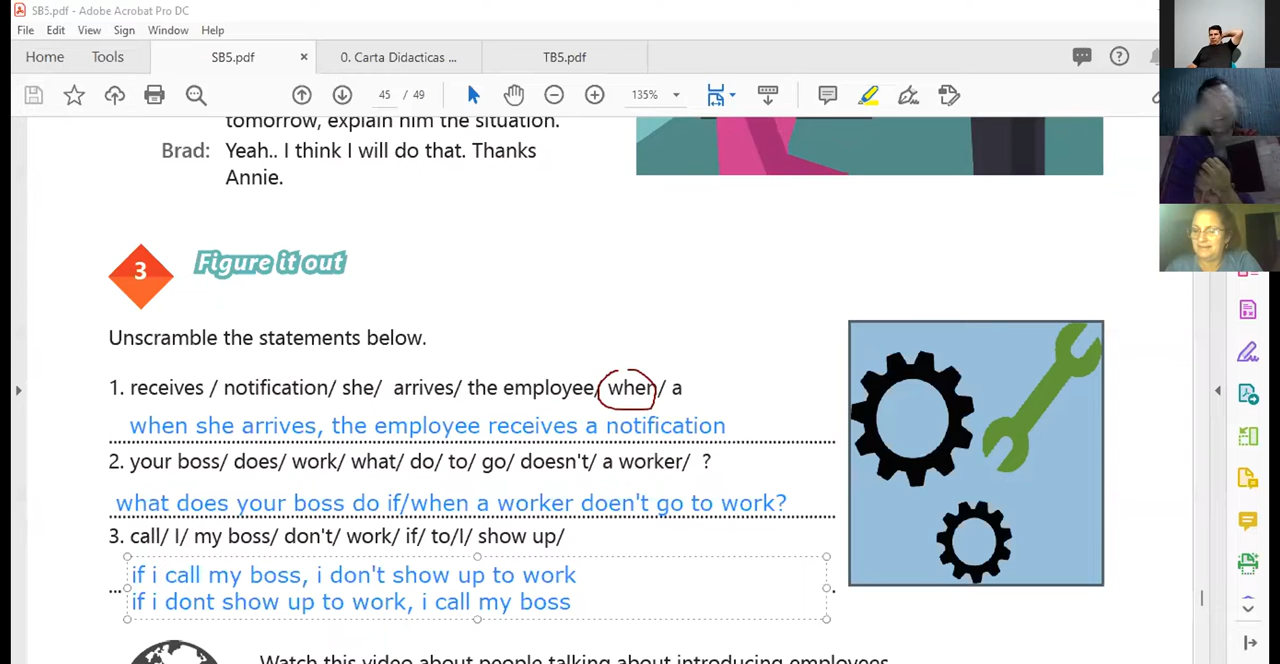 SB5.pdf - Adobe Acrobat Pro DC
File Edit View Sign Window Help
Home Tools SB5.pdf × 0. Carta Didacticas ... TB5.pdf
45 / 49 135%
tomorrow, explain him the situation.
Brad: Yeah.. I think I will do that. Thanks
Annie.
3 Figure it out
Unscramble the statements below.
1. receives / notification/ she/ arrives/ the employee/ when/ a
when she arrives, the employee receives a notification
2. your boss/ does/ work/ what/ do/ to/ go/ doesn't/ a worker/ ?
what does your boss do if/when a worker doen't go to work?
3. call/ I/ my boss/ don't/ work/ if/ to/I/ show up/
if i call my boss, i don't show up to work
if i dont show up to work, i call my boss
Watch this video about people talking about introducing employees